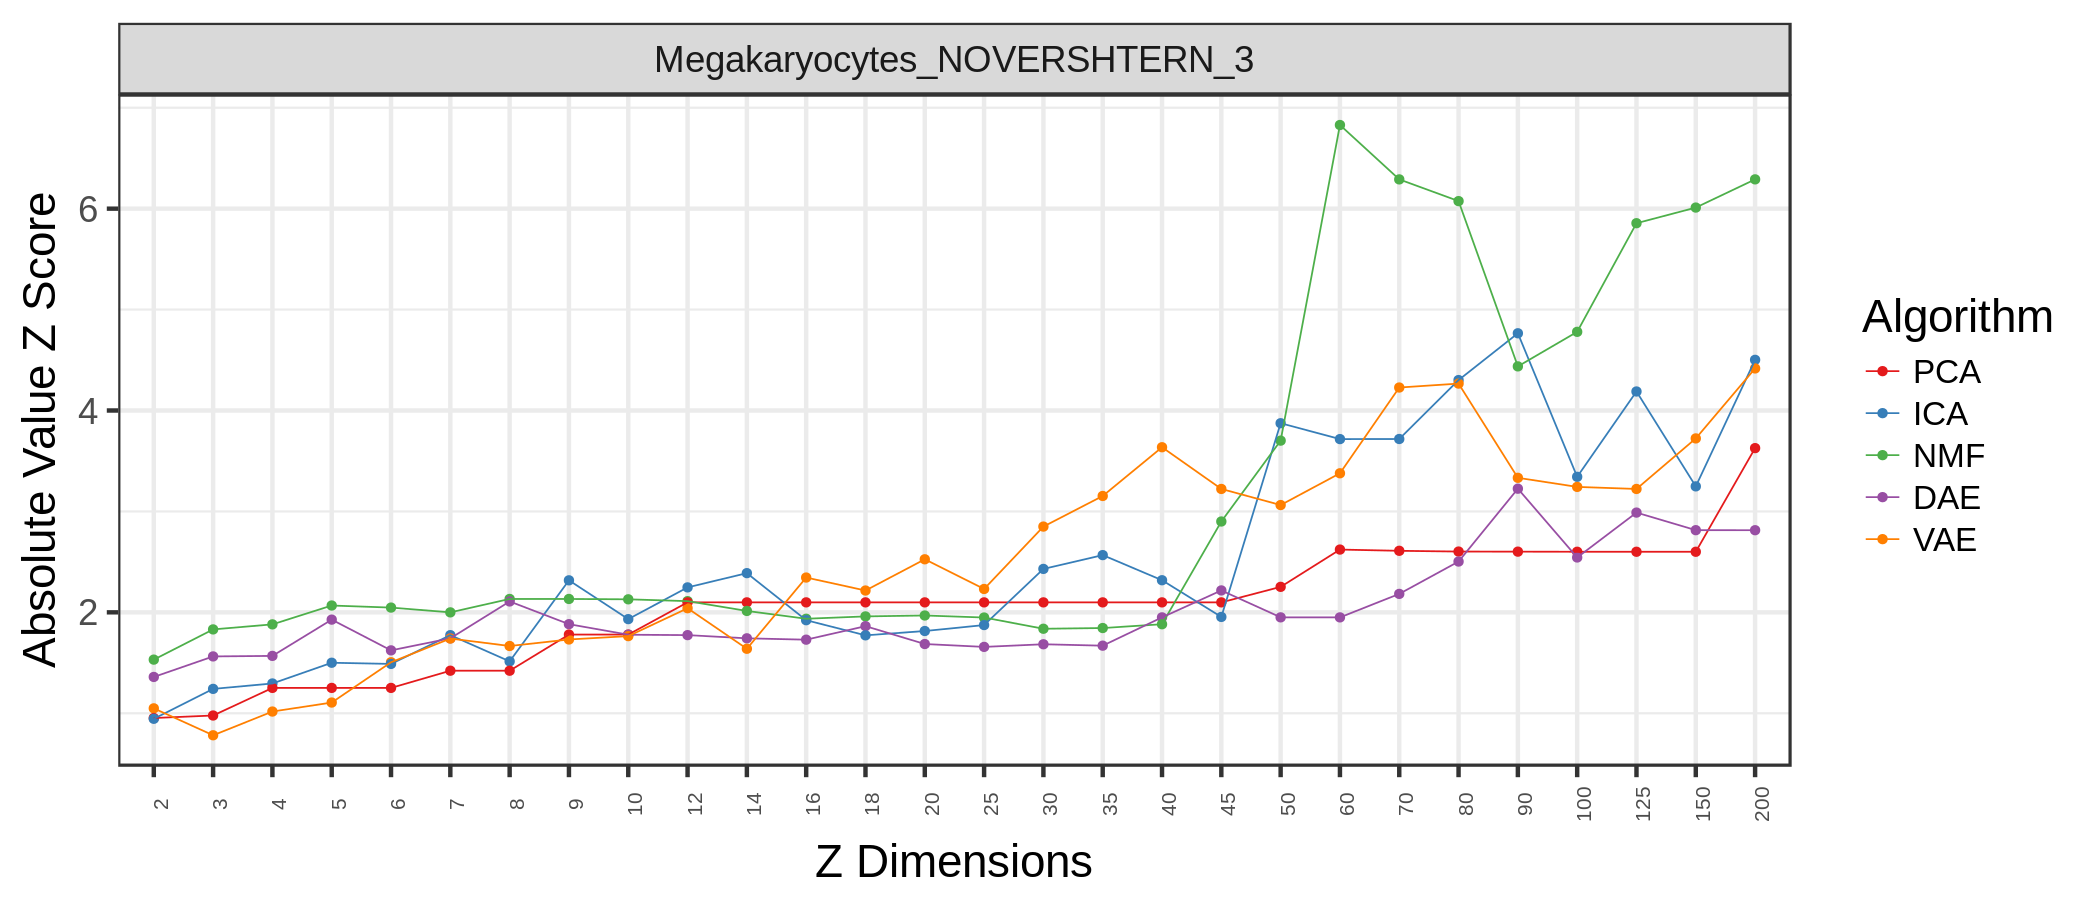 Megakaryocytes_NOVERSHTERN_3
Absolute Value Z Score
6
4
2
2 3 4 5 6 7 8 9 10 12 14 16 18 20 25 30 35 40 45 50 60 70 80 90 100 125 150 200
Z Dimensions
Algorithm
PCA
ICA
NMF
DAE
VAE